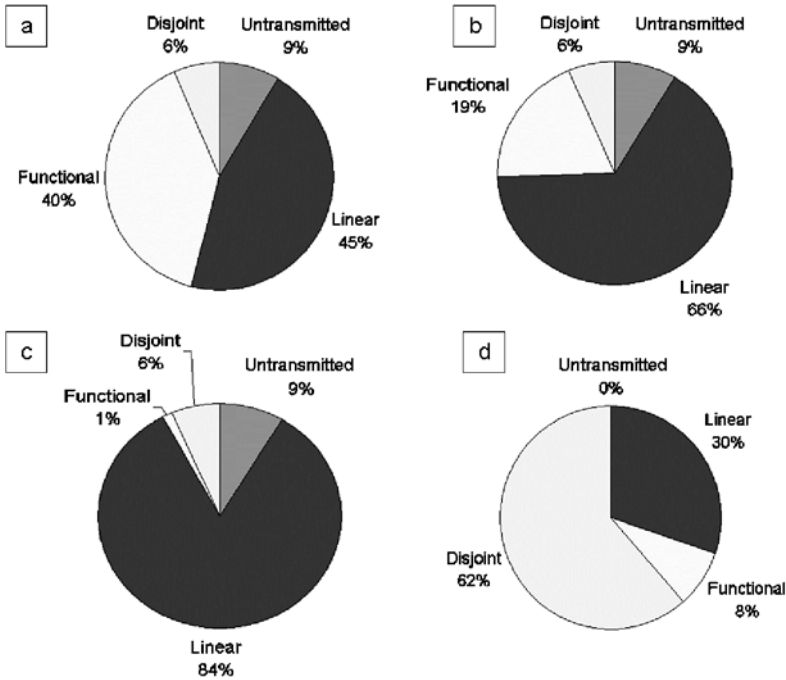 a
Disjoint
6%
Untransmitted
9%
Functional
40%
Linear
45%
b
Disjoint
6%
Untransmitted
9%
Functional
19%
Linear
66%
c
Disjoint
6%
Untransmitted
9%
Functional
1%
Linear
84%
d
Untransmitted
0%
Linear
30%
Disjoint
62%
Functional
8%